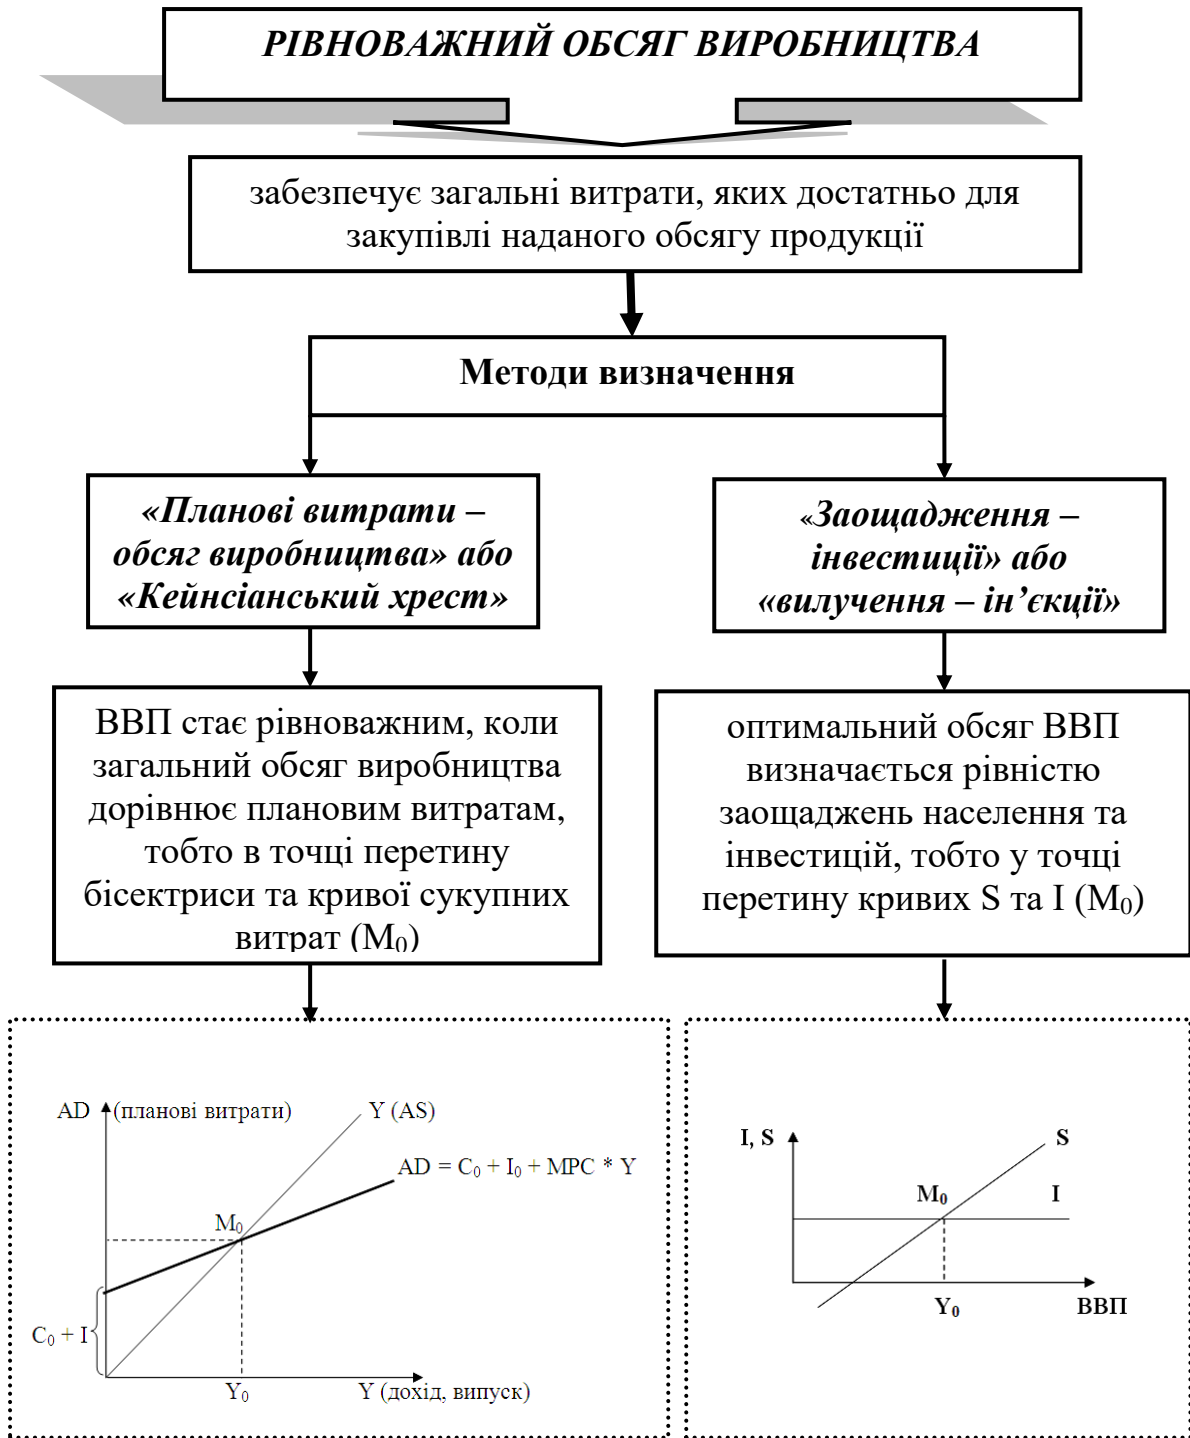 РІВНОВАЖНИЙ ОБСЯГ ВИРОБНИЦТВА
забезпечує загальні витрати, яких достатньо для
закупівлі наданого обсягу продукції
Методи визначення
«Планові витрати –
обсяг виробництва» або
«Кейнсіанський хрест»
«Заощадження –
інвестиції» або
«вилучення – ін’єкції»
ВВП стає рівноважним, коли
загальний обсяг виробництва
дорівнює плановим витратам,
тобто в точці перетину
бісектриси та кривої сукупних
витрат (М₀)
оптимальний обсяг ВВП
визначається рівністю
заощаджень населення та
інвестицій, тобто у точці
перетину кривих S та I (М₀)
AD (планові витрати)
Y (AS)
AD = C₀ + I₀ + MPC * Y
M₀
C₀ + I
Y₀
Y (дохід, випуск)
I, S
S
M₀
I
Y₀
ВВП